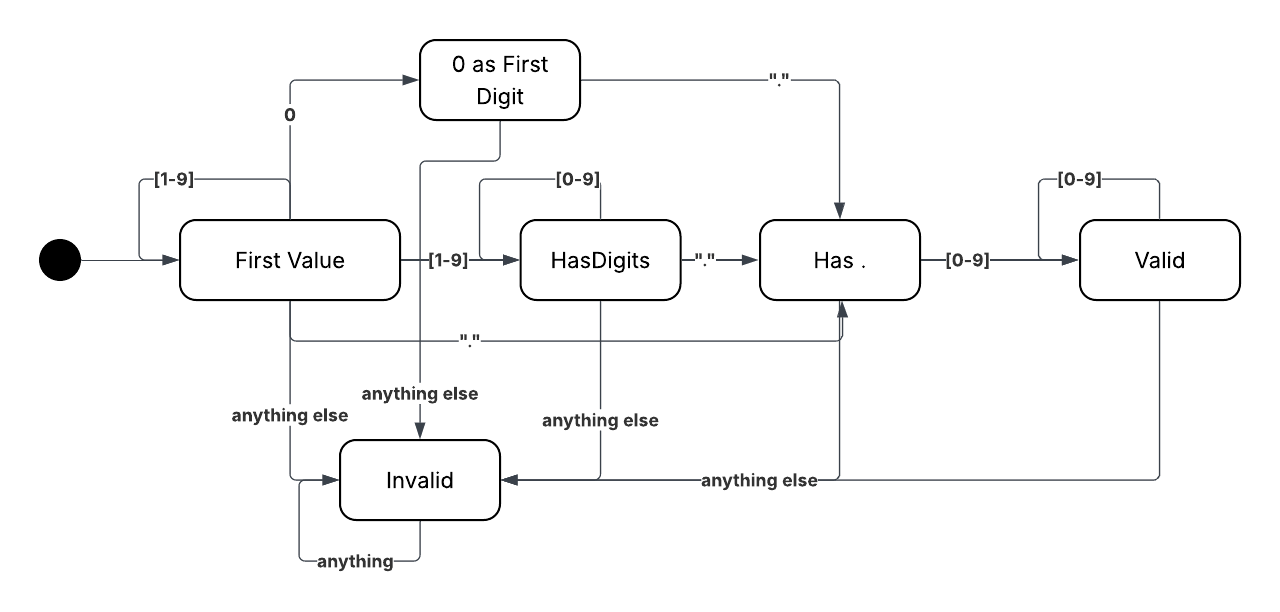 0 as First
Digit
"."
0
[1-9]
[0-9]
[0-9]
First Value
[1-9]
HasDigits
"."
Has .
[0-9]
Valid
"."
anything else
anything else
anything else
Invalid
anything else
anything